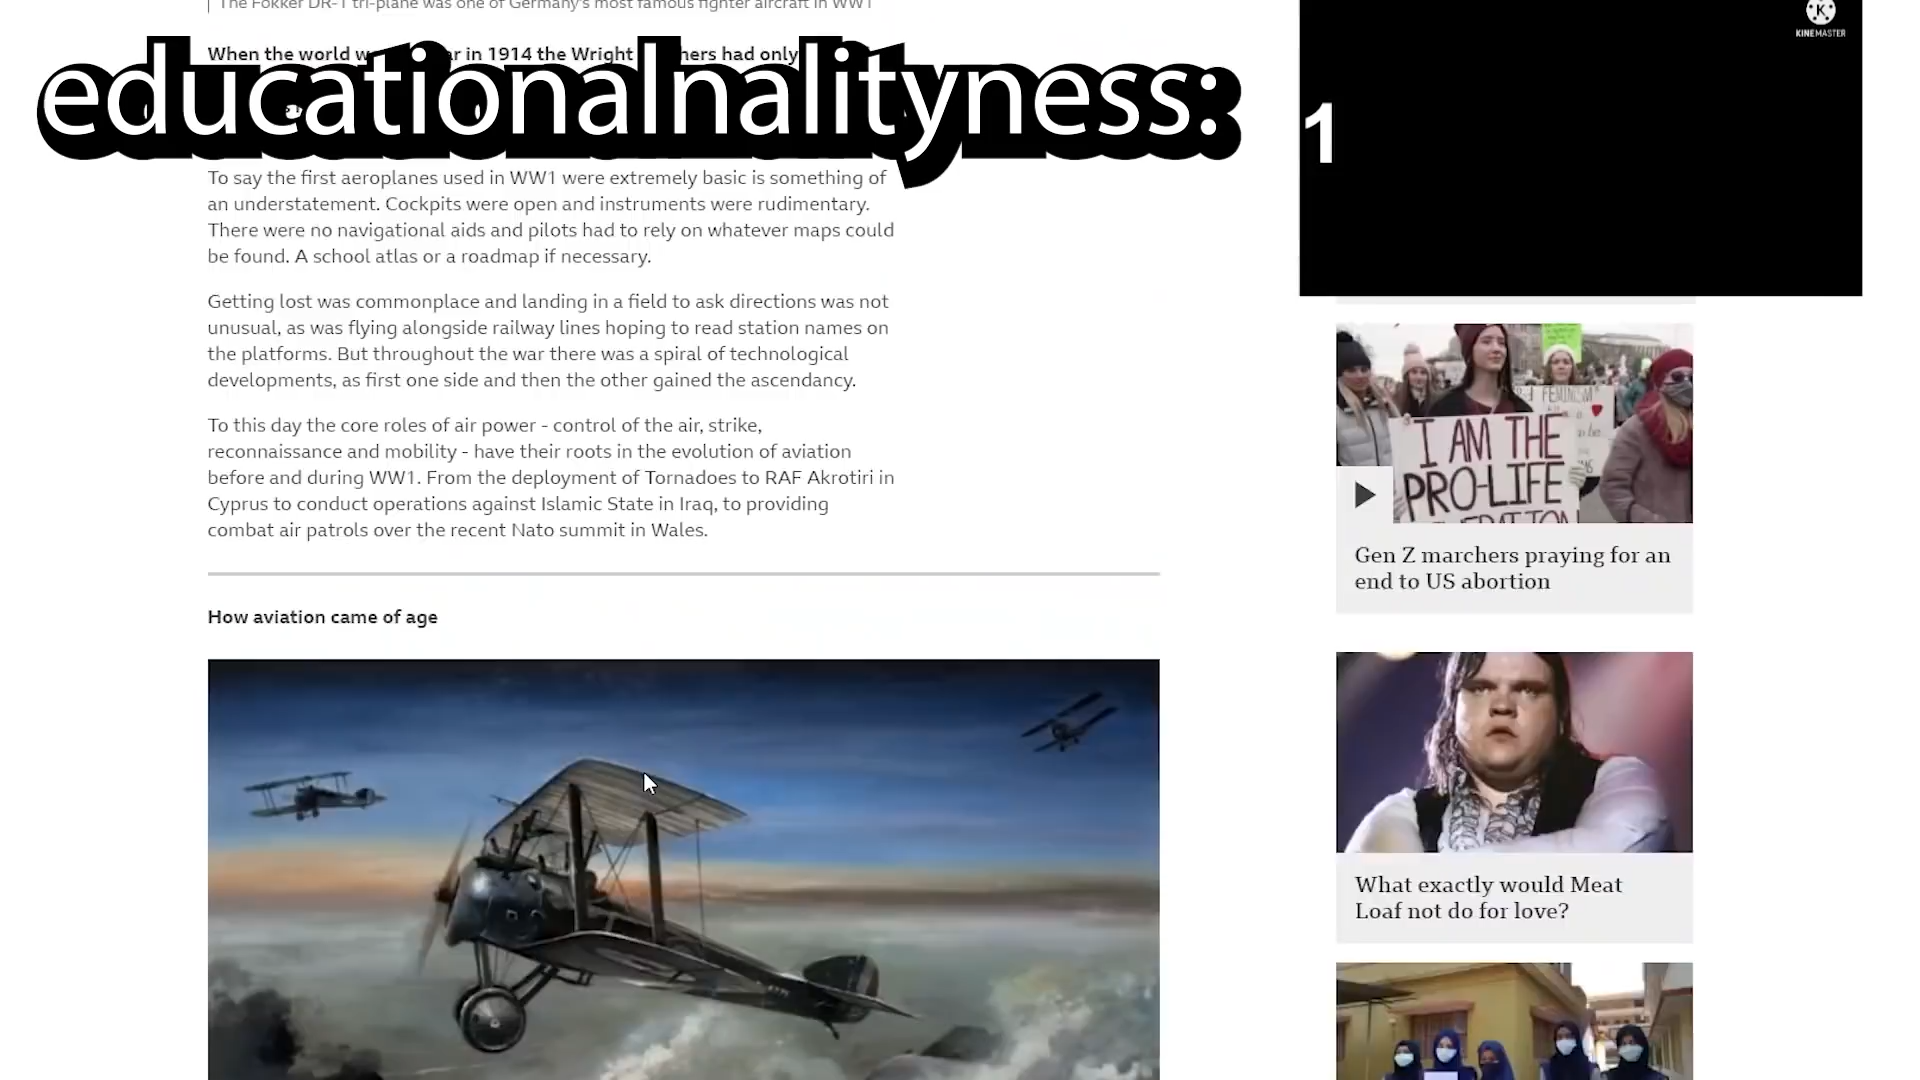 The Fokker DR-1 tri-plane was one of Germany's most famous fighter aircraft in WW1
When the world w r in 1914 the Wright hers had only
educationalnalityness:
1
KINEMASTER
To say the first aeroplanes used in WW1 were extremely basic is something of
an understatement. Cockpits were open and instruments were rudimentary.
There were no navigational aids and pilots had to rely on whatever maps could
be found. A school atlas or a roadmap if necessary.
Getting lost was commonplace and landing in a field to ask directions was not
unusual, as was flying alongside railway lines hoping to read station names on
the platforms. But throughout the war there was a spiral of technological
developments, as first one side and then the other gained the ascendancy.
To this day the core roles of air power - control of the air, strike,
reconnaissance and mobility - have their roots in the evolution of aviation
before and during WW1. From the deployment of Tornadoes to RAF Akrotiri in
Cyprus to conduct operations against Islamic State in Iraq, to providing
combat air patrols over the recent Nato summit in Wales.
How aviation came of age
FEMINISM
I AM THE
PRO-LIFE
Gen Z marchers praying for an
end to US abortion
What exactly would Meat
Loaf not do for love?